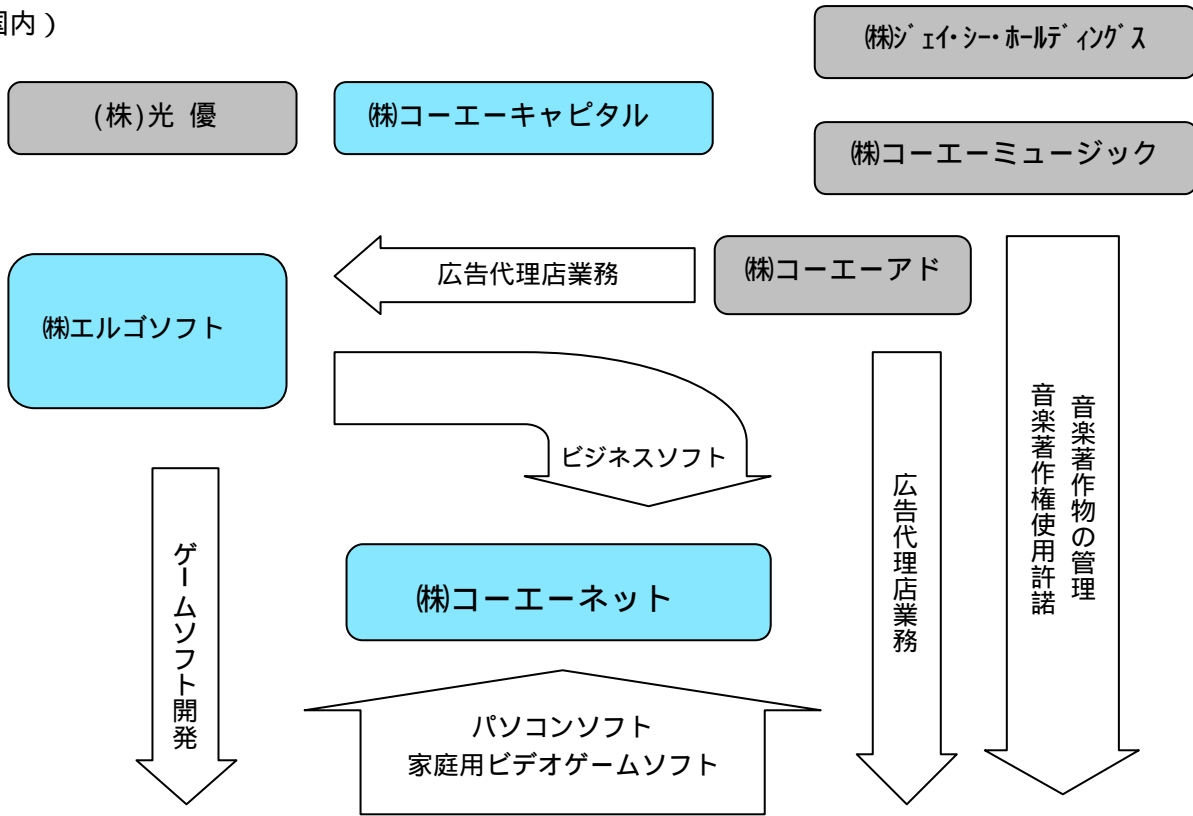 国内）
㈱ジェイ・シー・ホールディングス
(株)光 優
㈱コーエーキャピタル
㈱コーエーミュージック
広告代理店業務
㈱コーエーアド
㈱エルゴソフト
ビジネスソフト
ゲームソフト開発
㈱コーエーネット
広告代理店業務
音楽著作物の管理
音楽著作権使用許諾
パソコンソフト
家庭用ビデオゲームソフト